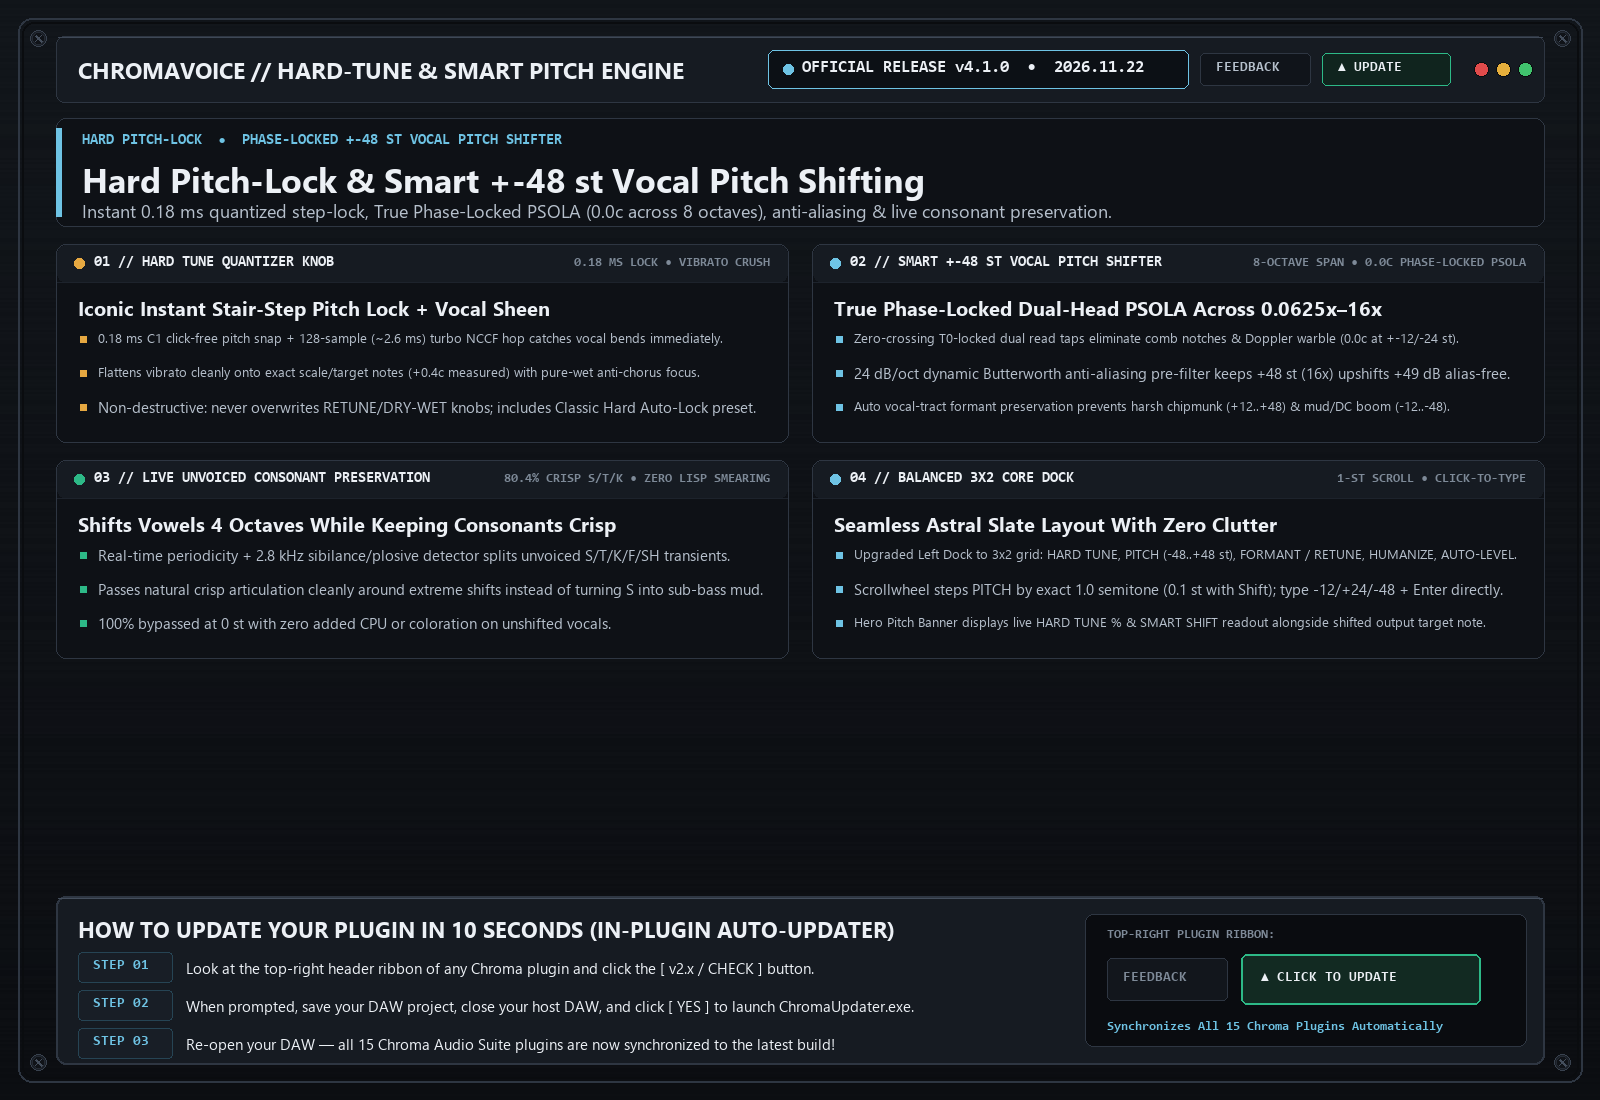 CHROMAVOICE // HARD-TUNE & SMART PITCH ENGINE
OFFICIAL RELEASE v4.1.0 • 2026.11.22
FEEDBACK
▲ UPDATE
HARD PITCH-LOCK • PHASE-LOCKED +-48 ST VOCAL PITCH SHIFTER
Hard Pitch-Lock & Smart +-48 st Vocal Pitch Shifting
Instant 0.18 ms quantized step-lock, True Phase-Locked PSOLA (0.0c across 8 octaves), anti-aliasing & live consonant preservation.
01 // HARD TUNE QUANTIZER KNOB
0.18 MS LOCK • VIBRATO CRUSH
Iconic Instant Stair-Step Pitch Lock + Vocal Sheen
0.18 ms C1 click-free pitch snap + 128-sample (~2.6 ms) turbo NCCF hop catches vocal bends immediately.
Flattens vibrato cleanly onto exact scale/target notes (+0.4c measured) with pure-wet anti-chorus focus.
Non-destructive: never overwrites RETUNE/DRY-WET knobs; includes Classic Hard Auto-Lock preset.
02 // SMART +-48 ST VOCAL PITCH SHIFTER
8-OCTAVE SPAN • 0.0C PHASE-LOCKED PSOLA
True Phase-Locked Dual-Head PSOLA Across 0.0625x–16x
Zero-crossing T0-locked dual read taps eliminate comb notches & Doppler warble (0.0c at +-12/-24 st).
24 dB/oct dynamic Butterworth anti-aliasing pre-filter keeps +48 st (16x) upshifts +49 dB alias-free.
Auto vocal-tract formant preservation prevents harsh chipmunk (+12..+48) & mud/DC boom (-12..-48).
03 // LIVE UNVOICED CONSONANT PRESERVATION
80.4% CRISP S/T/K • ZERO LISP SMEARING
Shifts Vowels 4 Octaves While Keeping Consonants Crisp
Real-time periodicity + 2.8 kHz sibilance/plosive detector splits unvoiced S/T/K/F/SH transients.
Passes natural crisp articulation cleanly around extreme shifts instead of turning S into sub-bass mud.
100% bypassed at 0 st with zero added CPU or coloration on unshifted vocals.
04 // BALANCED 3X2 CORE DOCK
1-ST SCROLL • CLICK-TO-TYPE
Seamless Astral Slate Layout With Zero Clutter
Upgraded Left Dock to 3x2 grid: HARD TUNE, PITCH (-48..+48 st), FORMANT / RETUNE, HUMANIZE, AUTO-LEVEL.
Scrollwheel steps PITCH by exact 1.0 semitone (0.1 st with Shift); type -12/+24/-48 + Enter directly.
Hero Pitch Banner displays live HARD TUNE % & SMART SHIFT readout alongside shifted output target note.
HOW TO UPDATE YOUR PLUGIN IN 10 SECONDS (IN-PLUGIN AUTO-UPDATER)
STEP 01
Look at the top-right header ribbon of any Chroma plugin and click the [ v2.x / CHECK ] button.
STEP 02
When prompted, save your DAW project, close your host DAW, and click [ YES ] to launch ChromaUpdater.exe.
STEP 03
Re-open your DAW — all 15 Chroma Audio Suite plugins are now synchronized to the latest build!
TOP-RIGHT PLUGIN RIBBON:
FEEDBACK
▲ CLICK TO UPDATE
Synchronizes All 15 Chroma Plugins Automatically